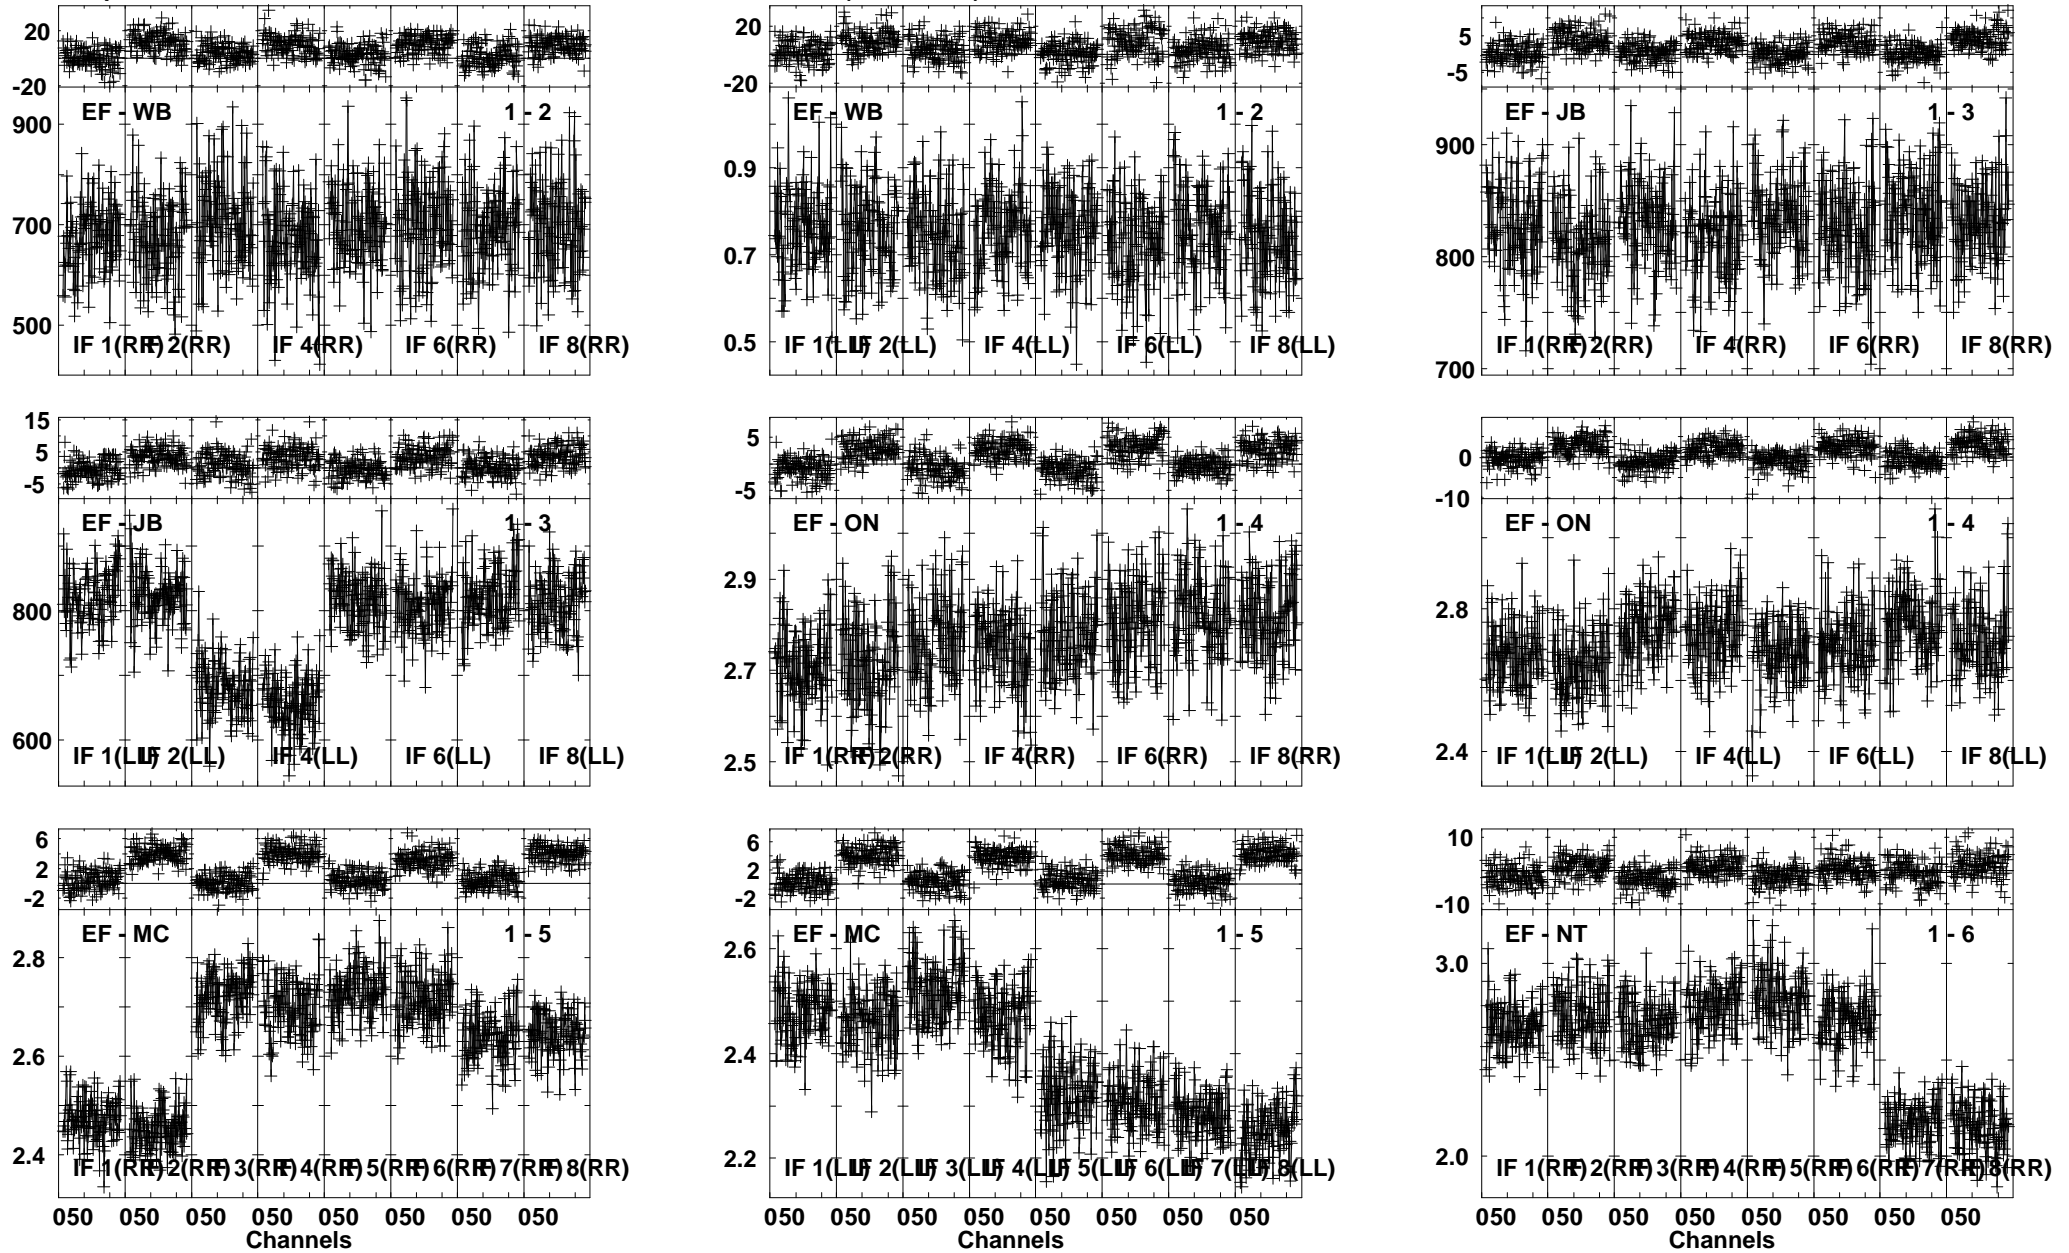 20
-20
EF - WB 1 - 2
900
700
500
IF 1(RR) IF 2(RR) IF 4(RR) IF 6(RR) IF 8(RR)
20
-20
EF - WB 1 - 2
0.9
0.7
0.5
IF 1(LL) IF 2(LL) IF 4(LL) IF 6(LL) IF 8(LL)
5
-5
EF - JB 1 - 3
900
800
700
IF 1(RR) IF 2(RR) IF 4(RR) IF 6(RR) IF 8(RR)
15
5
-5
EF - JB 1 - 3
800
600
IF 1(LL) IF 2(LL) IF 4(LL) IF 6(LL) IF 8(LL)
5
-5
EF - ON 1 - 4
2.9
2.7
2.5
IF 1(RR) IF 2(RR) IF 4(RR) IF 6(RR) IF 8(RR)
0
-10
EF - ON 1 - 4
2.8
2.4
IF 1(LL) IF 2(LL) IF 4(LL) IF 6(LL) IF 8(LL)
6
2
-2
EF - MC 1 - 5
2.8
2.6
2.4
IF 1(RR) IF 2(RR) IF 3(RR) IF 4(RR) IF 5(RR) IF 6(RR) IF 7(RR) IF 8(RR)
050 050 050 050 050 050 050 050
Channels
6
2
-2
EF - MC 1 - 5
2.6
2.4
2.2
IF 1(LL) IF 2(LL) IF 3(LL) IF 4(LL) IF 5(LL) IF 6(LL) IF 7(LL) IF 8(LL)
050 050 050 050 050 050 050 050
Channels
10
-10
EF - NT 1 - 6
3.0
2.0
IF 1(RR) IF 2(RR) IF 3(RR) IF 4(RR) IF 5(RR) IF 6(RR) IF 7(RR) IF 8(RR)
050 050 050 050 050 050 050 050
Channels